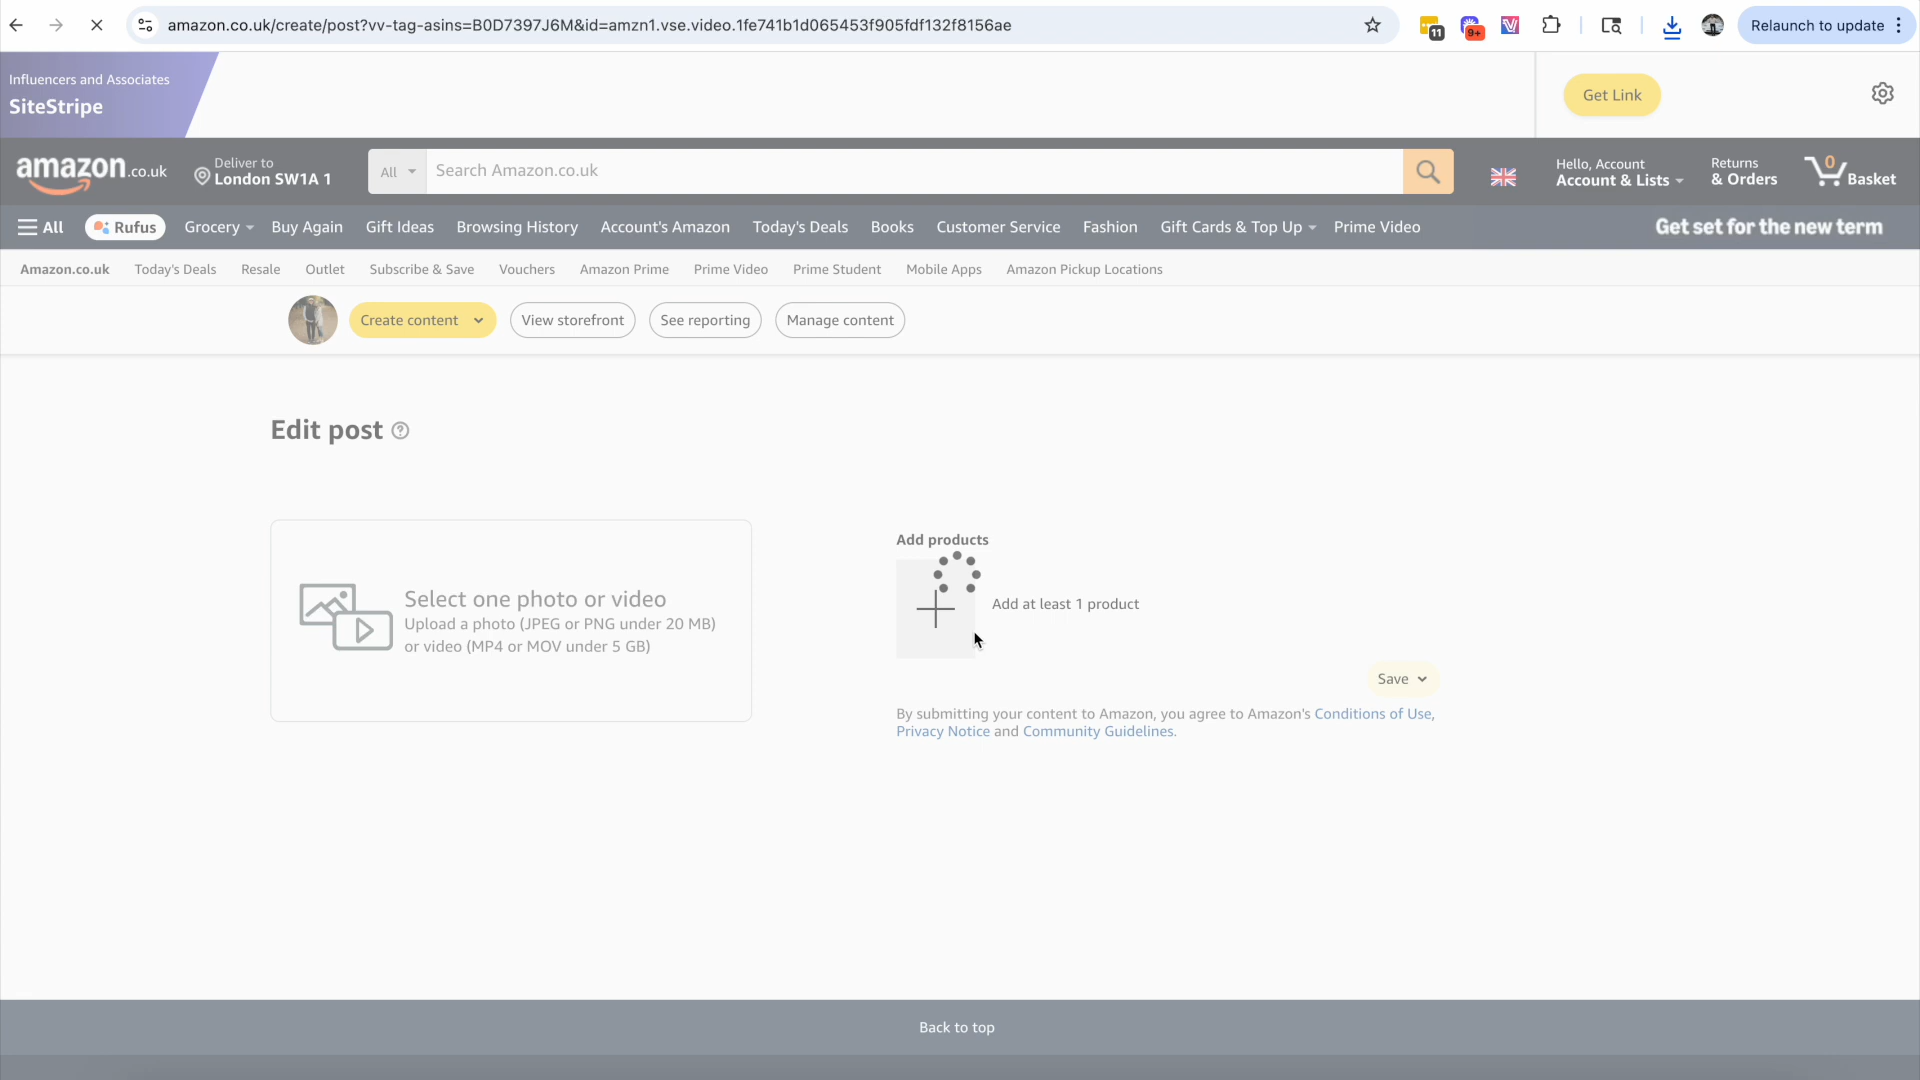 amazon.co.uk/create/post?vv-tag-asins=B0D7397J6M&id=amzn1.vse.video.1fe741b1d065453f905fdf132f8156ae
11
9+
Relaunch to update
Influencers and Associates
SiteStripe
Get Link
amazon.co.uk
Deliver to
London SW1A 1
All
Search Amazon.co.uk
Hello, Account
Account & Lists
Returns
& Orders
0
Basket
All
Rufus
Grocery
Buy Again
Gift Ideas
Browsing History
Account's Amazon
Today's Deals
Books
Customer Service
Fashion
Gift Cards & Top Up
Prime Video
Get set for the new term
Amazon.co.uk
Today's Deals
Resale
Outlet
Subscribe & Save
Vouchers
Amazon Prime
Prime Video
Prime Student
Mobile Apps
Amazon Pickup Locations
Create content
View storefront
See reporting
Manage content
Edit post
Select one photo or video
Upload a photo (JPEG or PNG under 20 MB)
or video (MP4 or MOV under 5 GB)
Add products
Add at least 1 product
Save
By submitting your content to Amazon, you agree to Amazon's Conditions of Use,
Privacy Notice and Community Guidelines.
Back to top